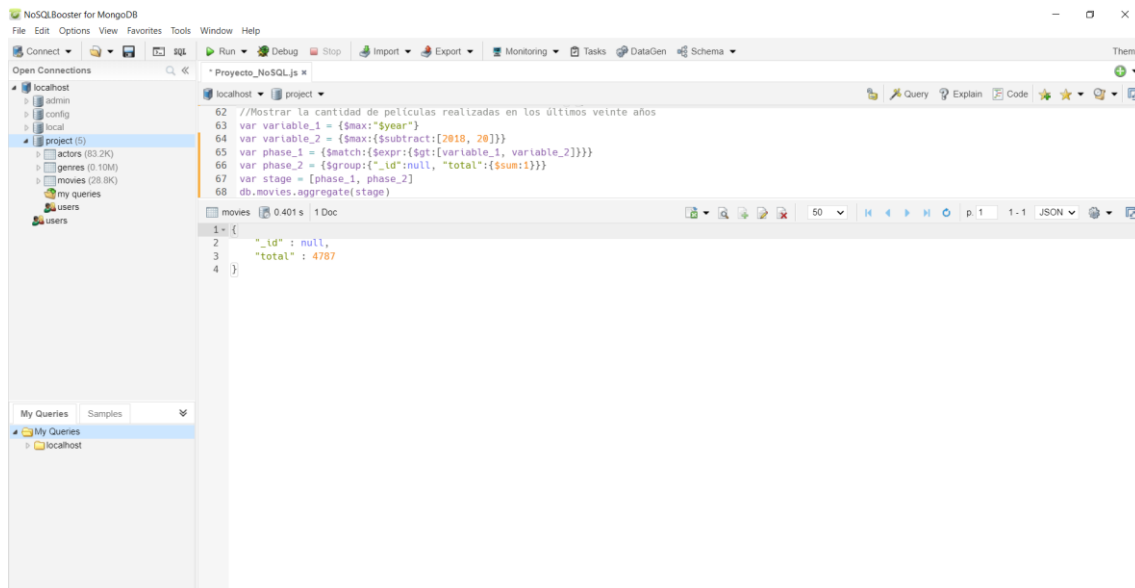 NoSQLBooster for MongoDB
File Edit Options View Favorites Tools Window Help
Connect SQL Run Debug Stop Import Export Monitoring Tasks DataGen Schema Them
Open Connections
localhost
admin
config
local
project (5)
actors (83.2K)
genres (0.10M)
movies (28.8K)
my queries
users
users
* Proyecto_NoSQL.js
localhost project Query Explain Code
62 //Mostrar la cantidad de películas realizadas en los últimos veinte años
63 var variable_1 = {$max:"$year"}
64 var variable_2 = {$max:{$subtract:[2018, 20]}}
65 var phase_1 = {$match:{$expr:{$gt:[variable_1, variable_2]}}}
66 var phase_2 = {$group:{"_id":null, "total":{$sum:1}}}
67 var stage = [phase_1, phase_2]
68 db.movies.aggregate(stage)
movies 0.401 s 1 Doc 50 p. 1 1 - 1 JSON
1 {
2 "_id" : null,
3 "total" : 4787
4 }
My Queries Samples
My Queries
localhost